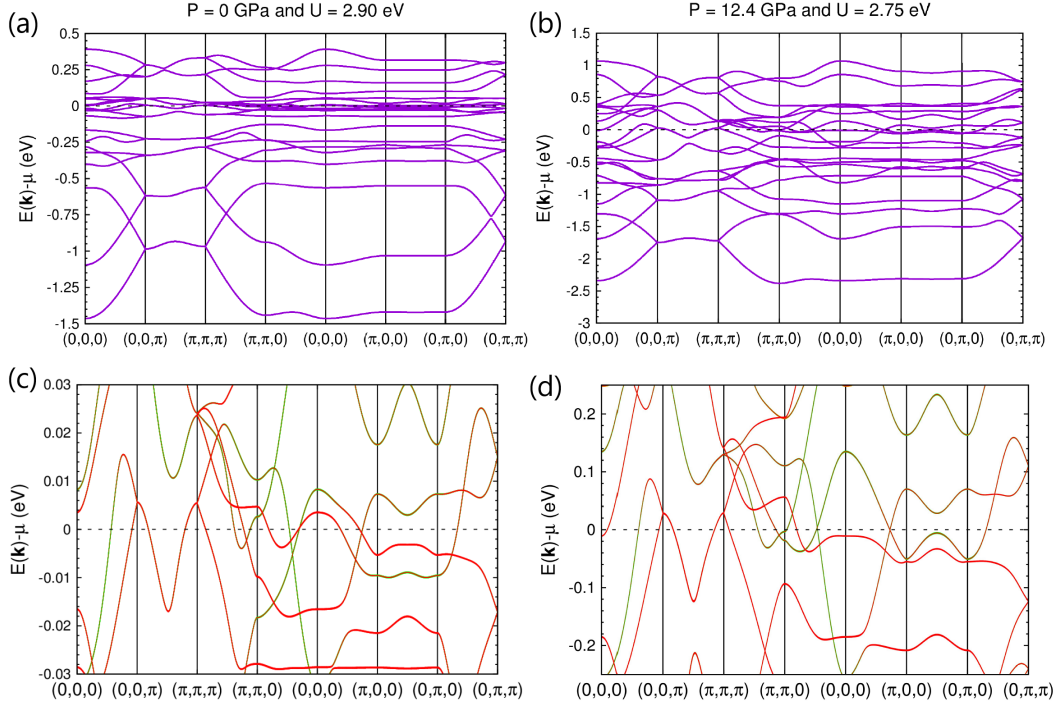 P = 0 GPa and U = 2.90 eV
P = 12.4 GPa and U = 2.75 eV
(a)
0.5
0.25
0
-0.25
-0.5
-0.75
-1
-1.25
-1.5
E(k)-μ (eV)
(0,0,0) (0,0,π) (π,π,π) (π,π,0) (0,0,0) (π,0,0) (0,π,0) (0,π,π)
(b)
1.5
1
0.5
0
-0.5
-1
-1.5
-2
-2.5
-3
E(k)-μ (eV)
(0,0,0) (0,0,π) (π,π,π) (π,π,0) (0,0,0) (π,0,0) (0,π,0) (0,π,π)
(c)
0.03
0.02
0.01
0
-0.01
-0.02
-0.03
E(k)-μ (eV)
(0,0,0) (0,0,π) (π,π,π) (π,π,0) (0,0,0) (π,0,0) (0,π,0) (0,π,π)
(d)
0.2
0.1
0
-0.1
-0.2
E(k)-μ (eV)
(0,0,0) (0,0,π) (π,π,π) (π,π,0) (0,0,0) (π,0,0) (0,π,0) (0,π,π)